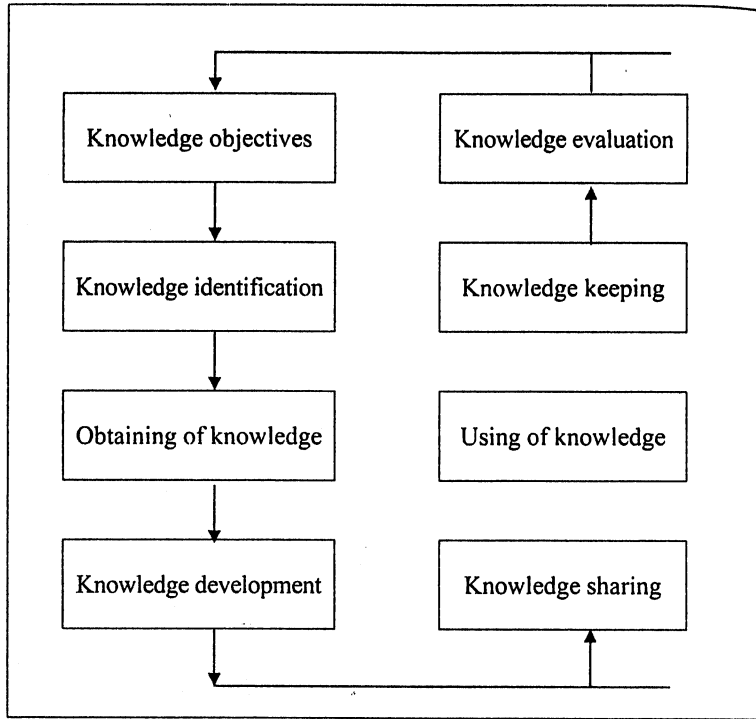 Knowledge objectives
Knowledge identification
Obtaining of knowledge
Knowledge development
Knowledge evaluation
Knowledge keeping
Using of knowledge
Knowledge sharing